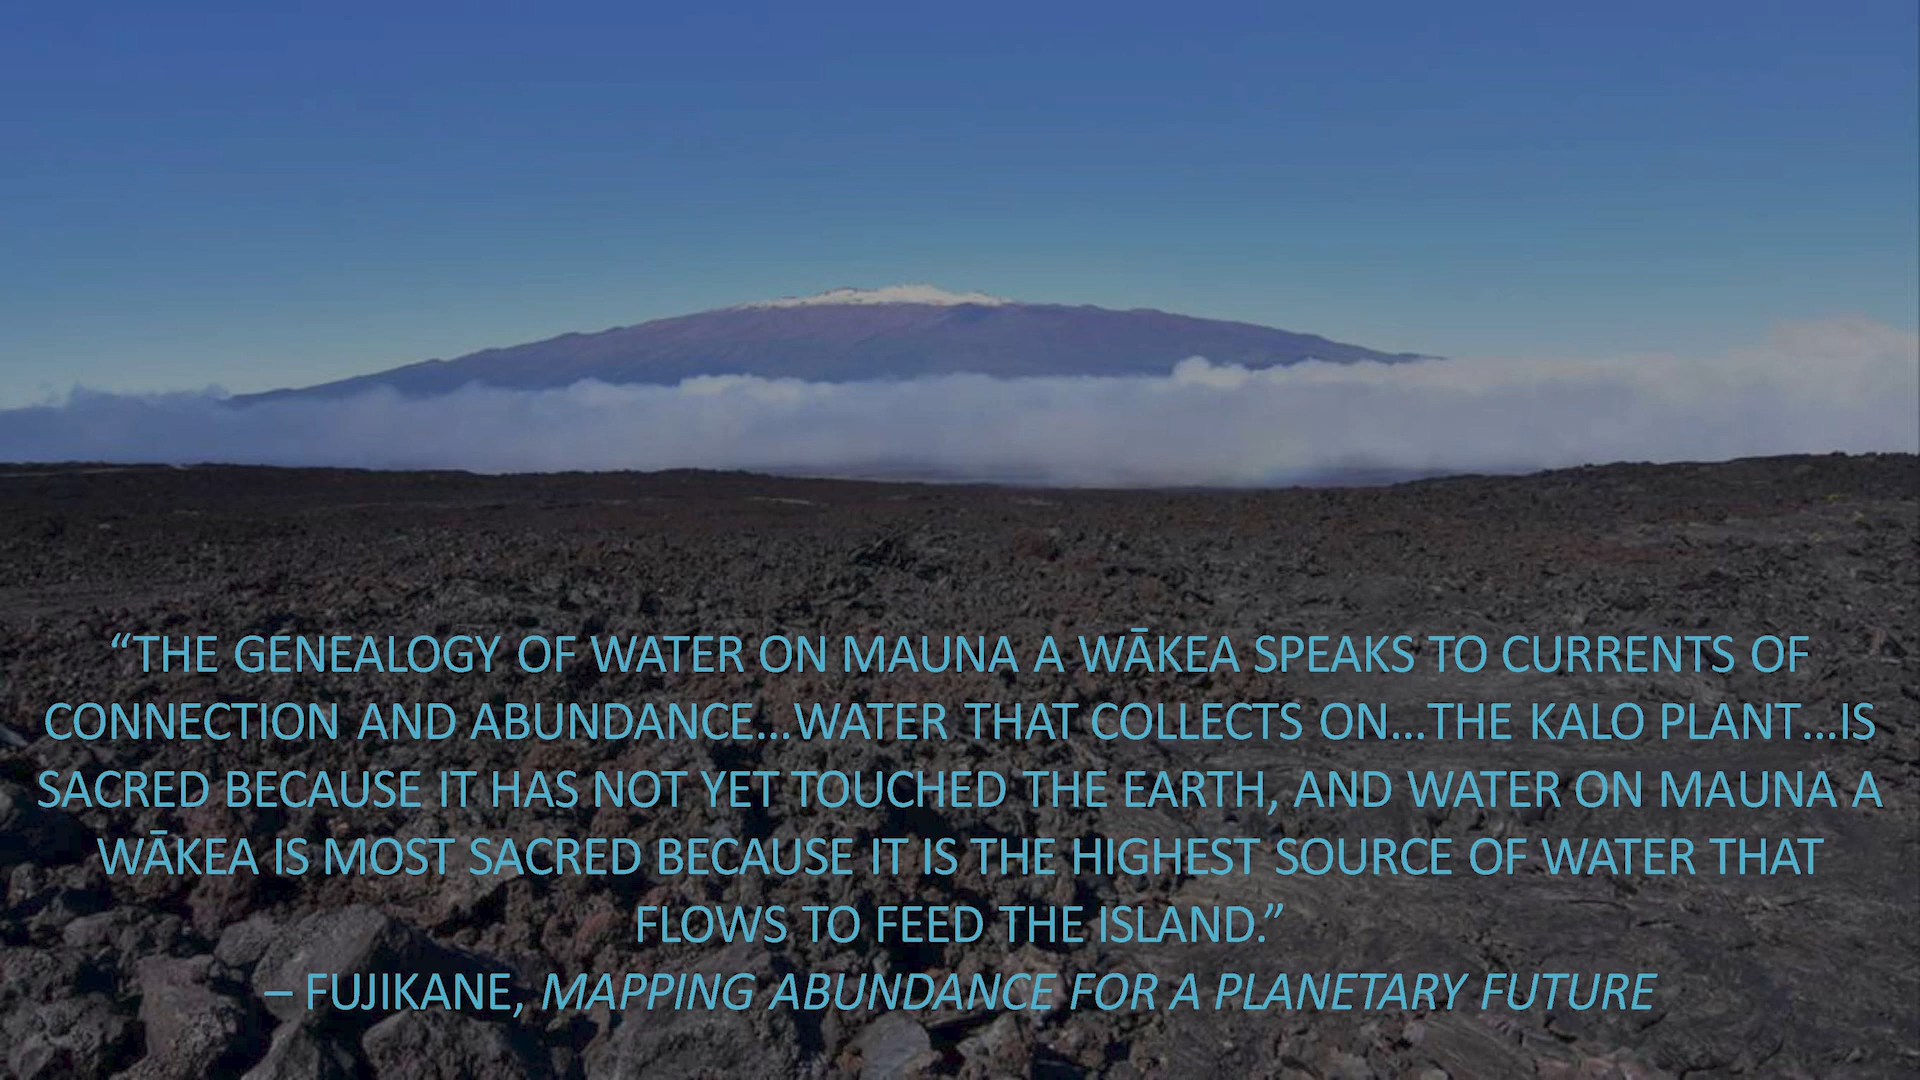 “THE GENEALOGY OF WATER ON MAUNA A WĀKEA SPEAKS TO CURRENTS OF
CONNECTION AND ABUNDANCE...WATER THAT COLLECTS ON...THE KALO PLANT...IS
SACRED BECAUSE IT HAS NOT YET TOUCHED THE EARTH, AND WATER ON MAUNA A
WĀKEA IS MOST SACRED BECAUSE IT IS THE HIGHEST SOURCE OF WATER THAT
FLOWS TO FEED THE ISLAND.”
– FUJIKANE, MAPPING ABUNDANCE FOR A PLANETARY FUTURE